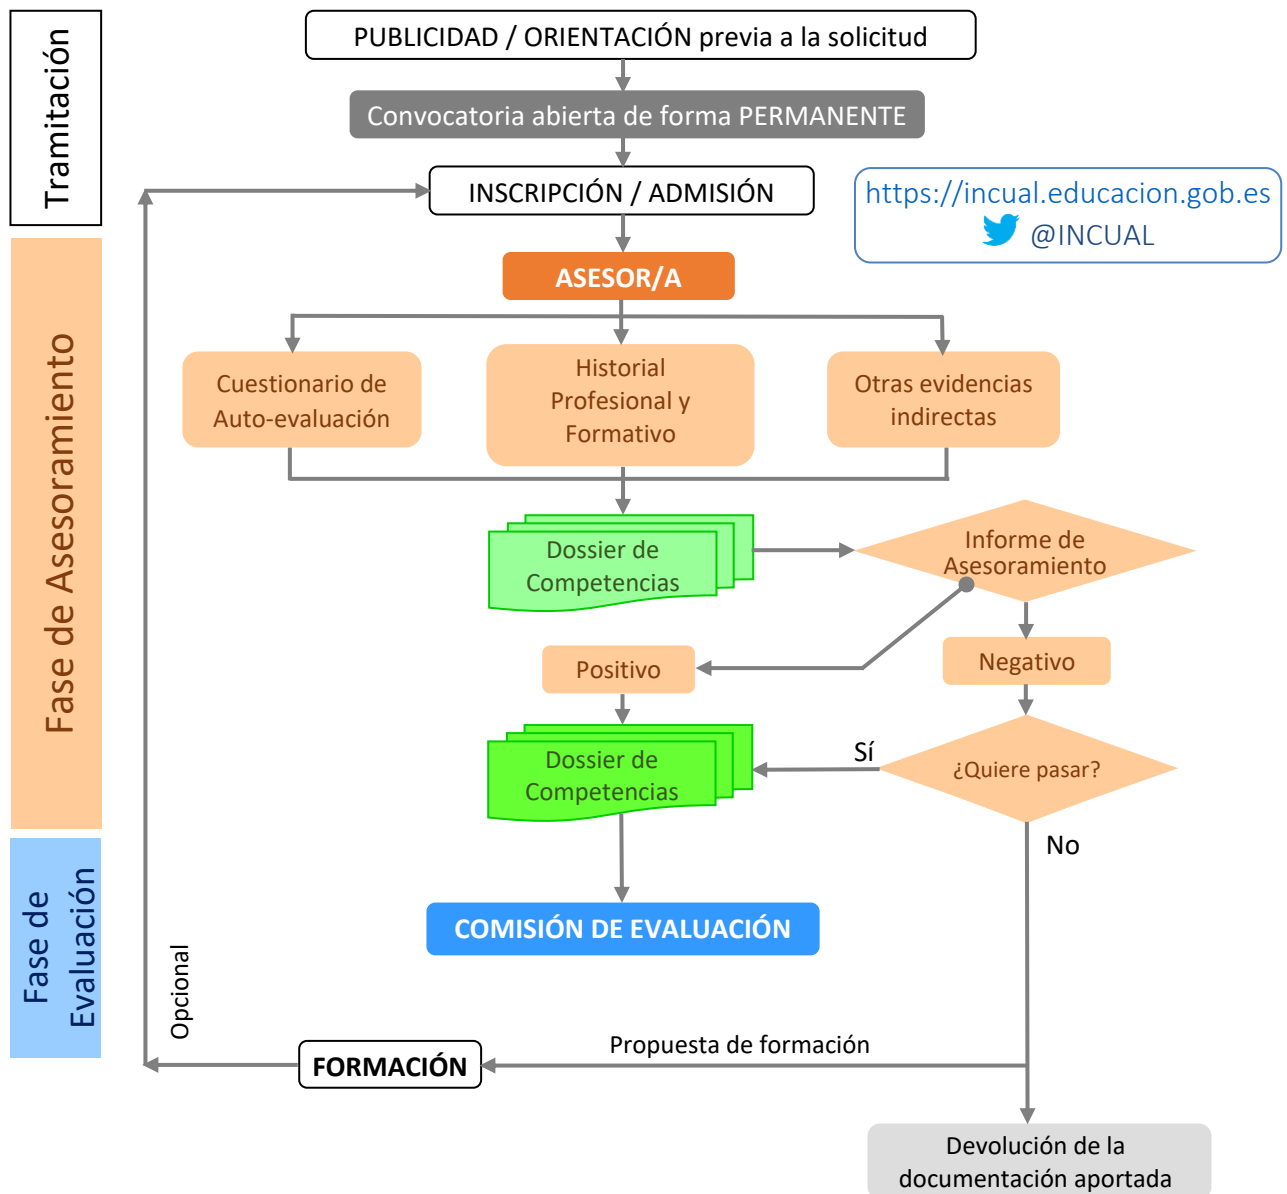 Tramitación
PUBLICIDAD / ORIENTACIÓN previa a la solicitud
Convocatoria abierta de forma PERMANENTE
INSCRIPCIÓN / ADMISIÓN
https://incual.educacion.gob.es
@INCUAL
Fase de Asesoramiento
ASESOR/A
Cuestionario de
Auto-evaluación
Historial
Profesional y
Formativo
Otras evidencias
indirectas
Dossier de
Competencias
Informe de
Asesoramiento
Positivo
Negativo
Dossier de
Competencias
Sí
¿Quiere pasar?
No
Fase de
Evaluación
COMISIÓN DE EVALUACIÓN
Opcional
FORMACIÓN
Propuesta de formación
Devolución de la
documentación aportada